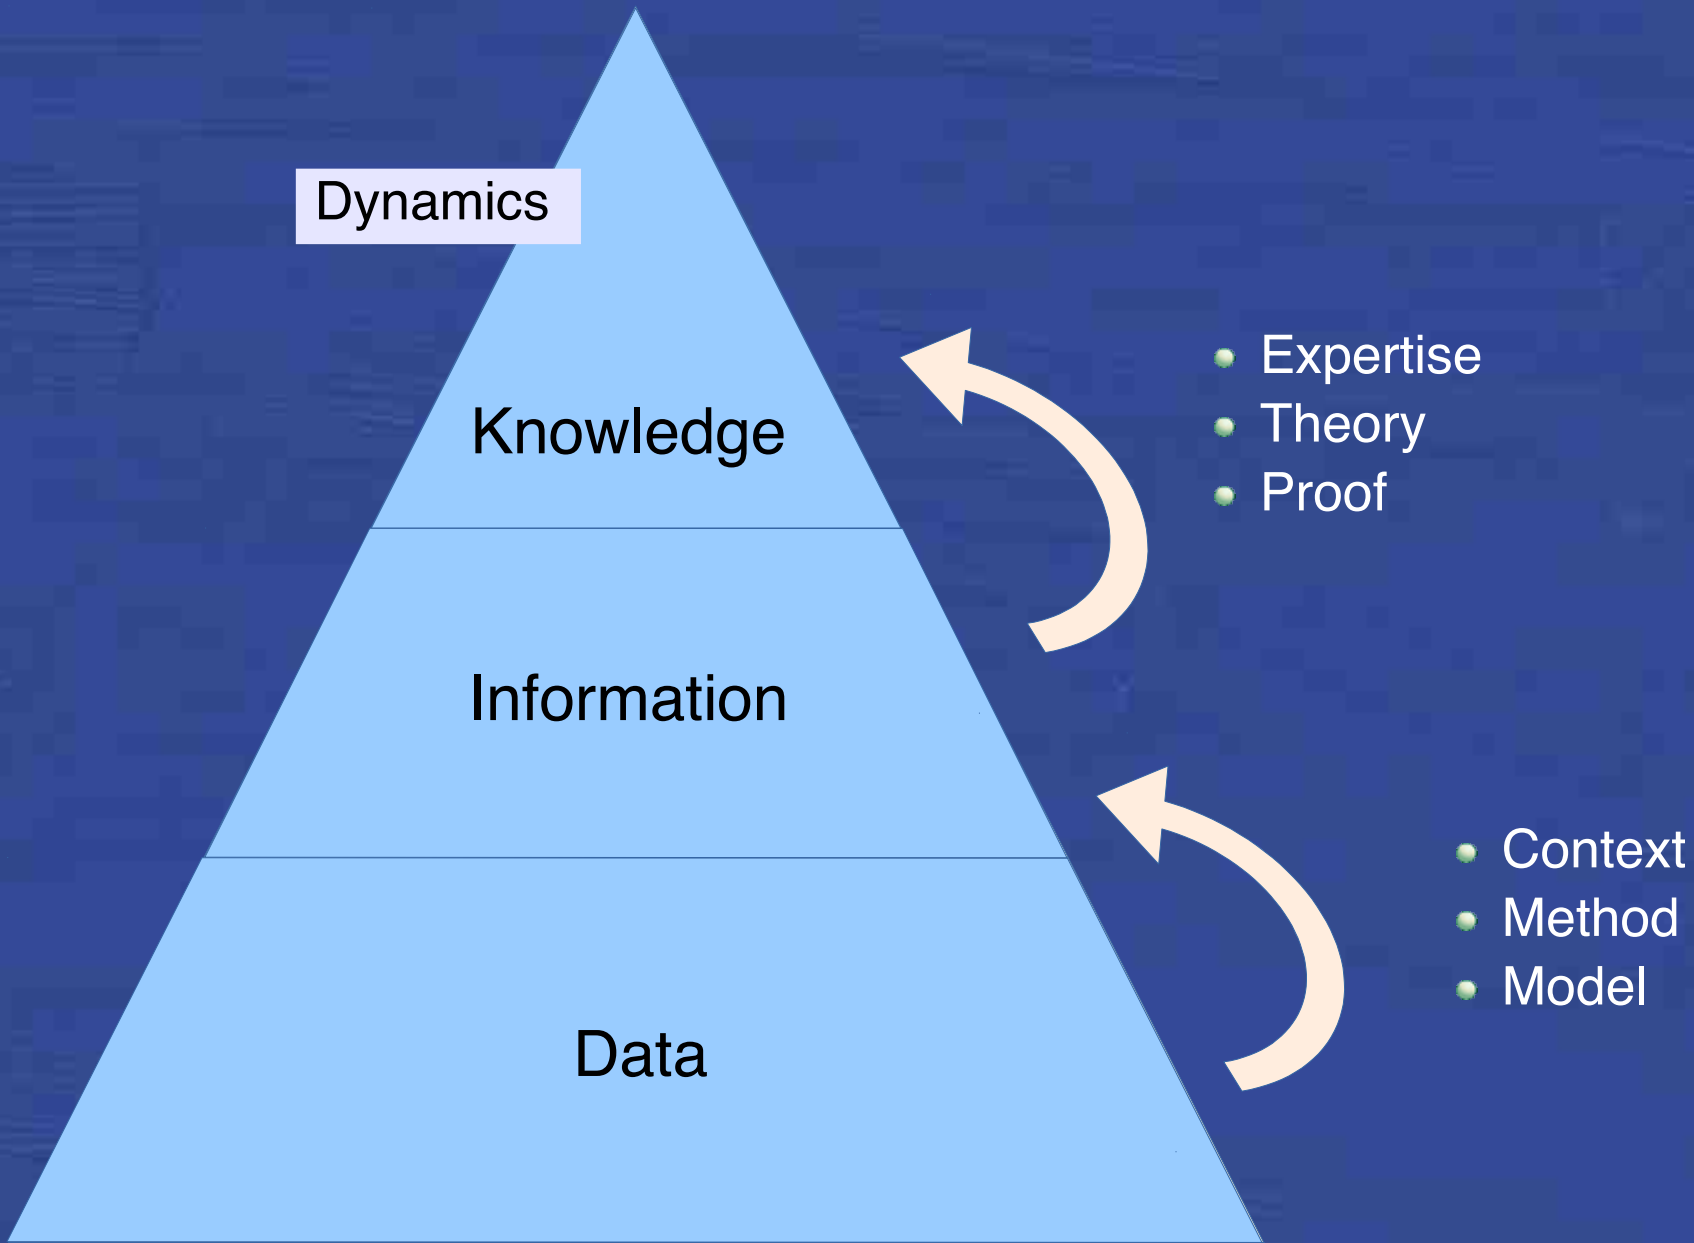 Dynamics
Knowledge
Information
Data
Expertise
Theory
Proof
Context
Method
Model